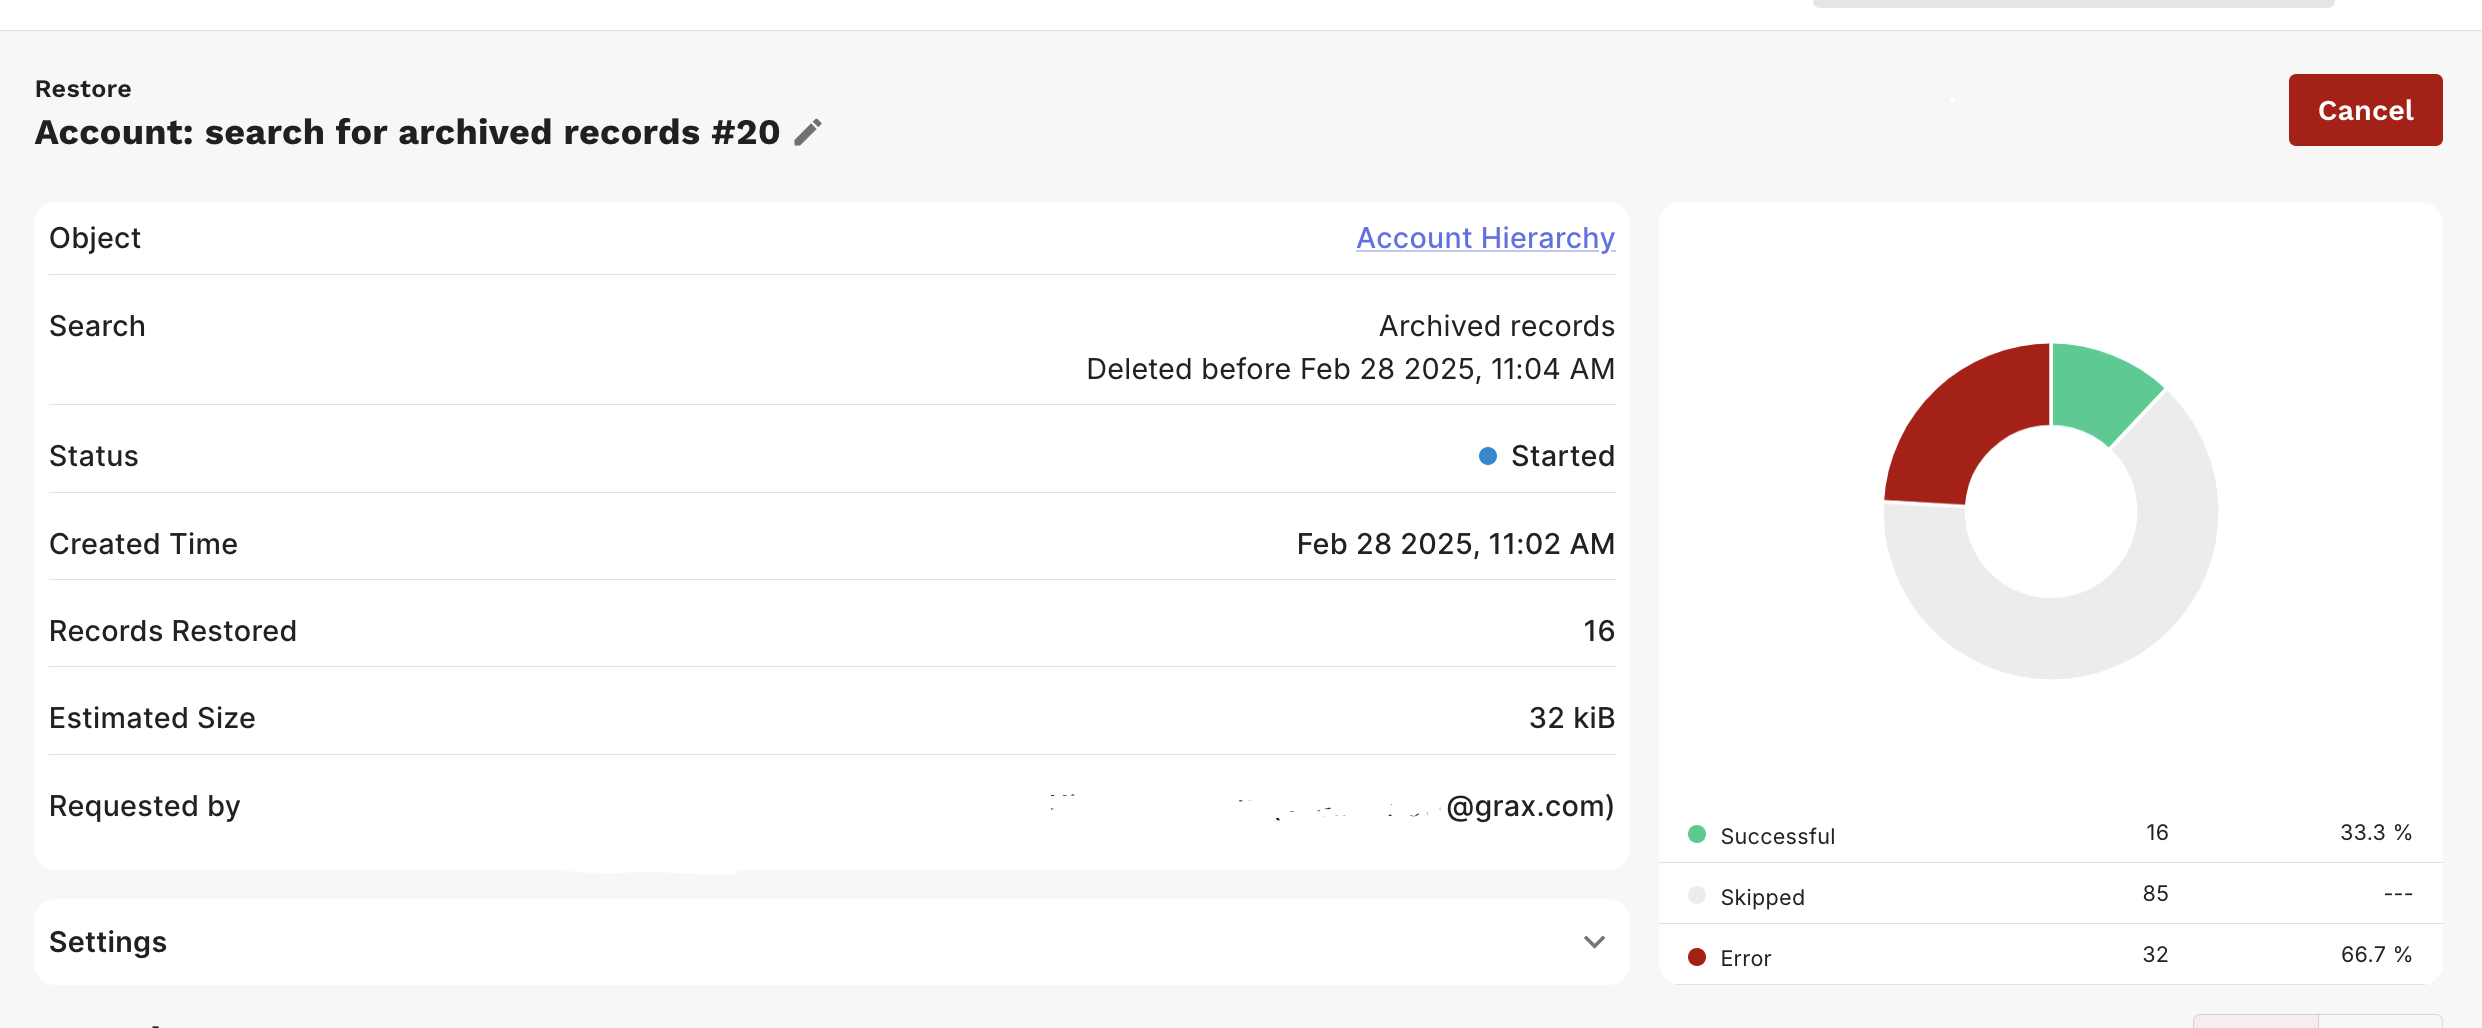 Restore
Account: search for archived records #20
Cancel
Object Account Hierarchy
Search Archived records
Deleted before Feb 28 2025, 11:04 AM
Status Started
Created Time Feb 28 2025, 11:02 AM
Records Restored 16
Estimated Size 32 kiB
Requested by @grax.com)
Settings
Successful 16 33.3 %
Skipped 85 ---
Error 32 66.7 %